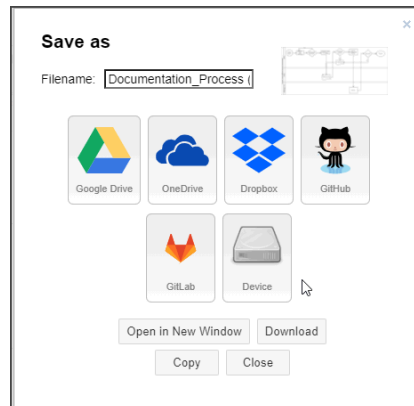 Save as
Filename: Documentation_Process (
Google Drive OneDrive Dropbox GitHub
GitLab Device
Open in New Window Download
Copy Close